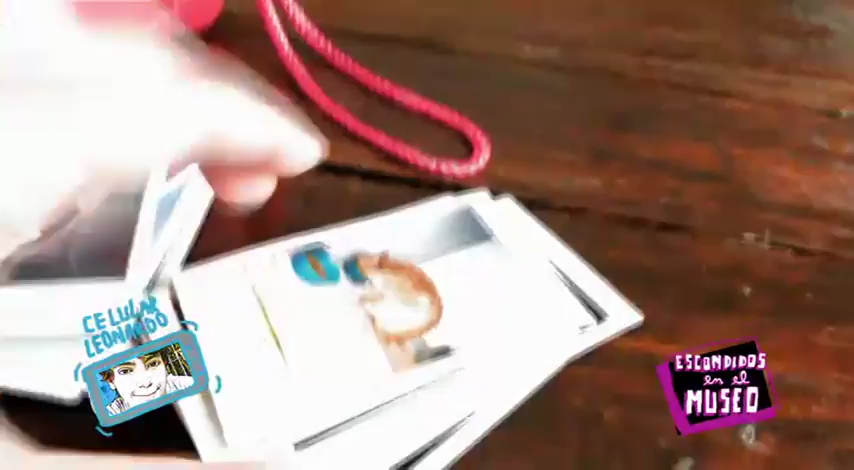 CELULAR
LEONARDO
ESCONDIDOS
en el
MUSEO